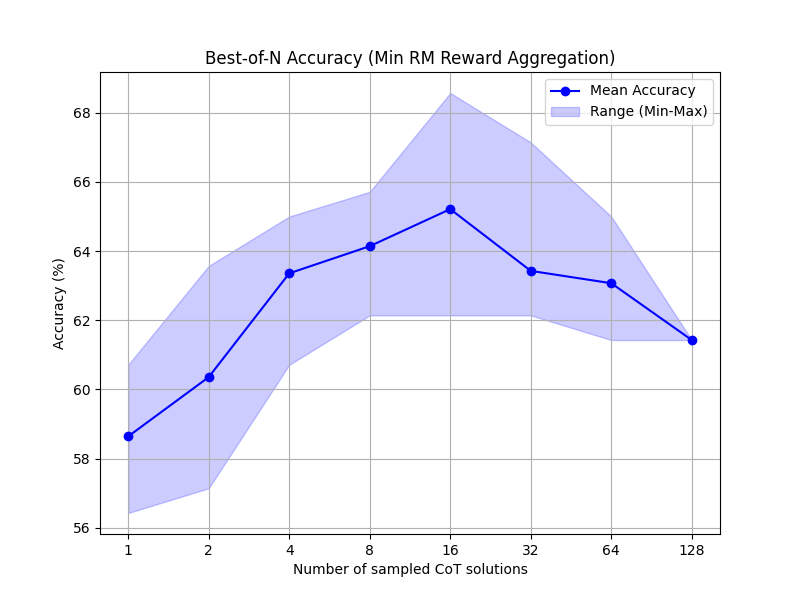 Best-of-N Accuracy (Min RM Reward Aggregation)
Mean Accuracy
Range (Min-Max)
Accuracy (%)
68
66
64
62
60
58
56
1 2 4 8 16 32 64 128
Number of sampled CoT solutions